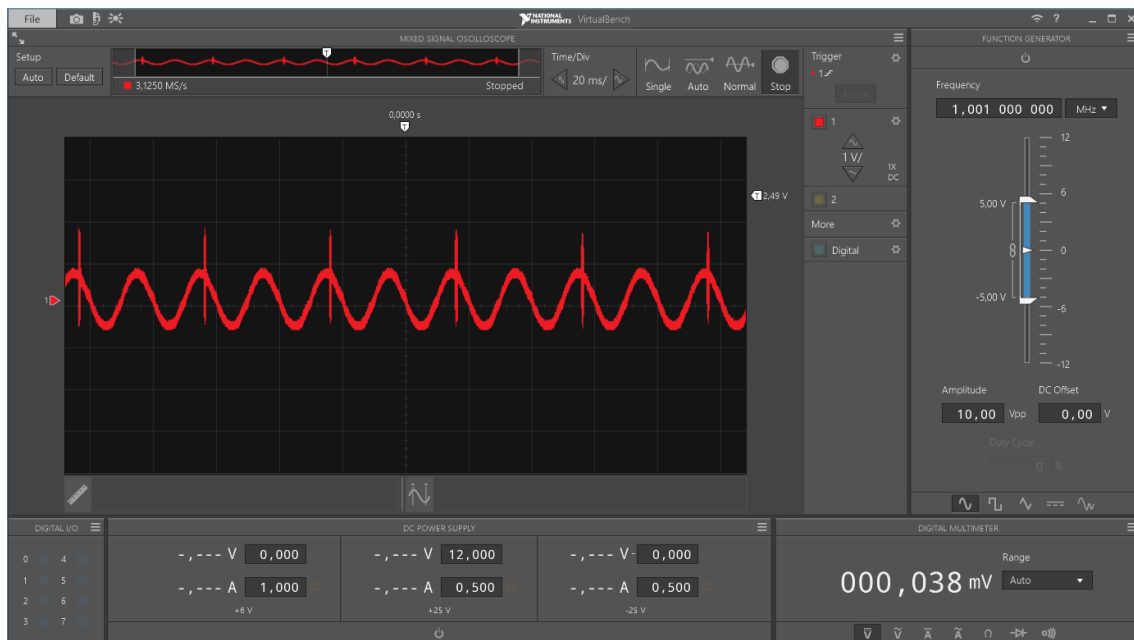 File
NATIONAL INSTRUMENTS VirtualBench
?
MIXED SIGNAL OSCILLOSCOPE
Setup
Auto Default
T
3,1250 MS/s Stopped
Time/Div
20 ms/
Single Auto Normal Stop
Trigger
1
Force
0,0000 s
T
T 2,49 V
1
1
1 V/
1X
DC
2
More
Digital
FUNCTION GENERATOR
Frequency
1,001 000 000 MHz
12
6
5,00 V
0
-5,00 V
-6
-12
Amplitude DC Offset
10,00 Vpp 0,00 V
Duty Cycle
0 %
DIGITAL I/O
0 4
1 5
2 6
3 7
DC POWER SUPPLY
-,--- V 0,000 -,--- V 12,000 -,--- V - 0,000
-,--- A 1,000 CC -,--- A 0,500 CC -,--- A 0,500 CC
+6 V +25 V -25 V
DIGITAL MULTIMETER
Range
000,038 mV Auto
V V A A Ω